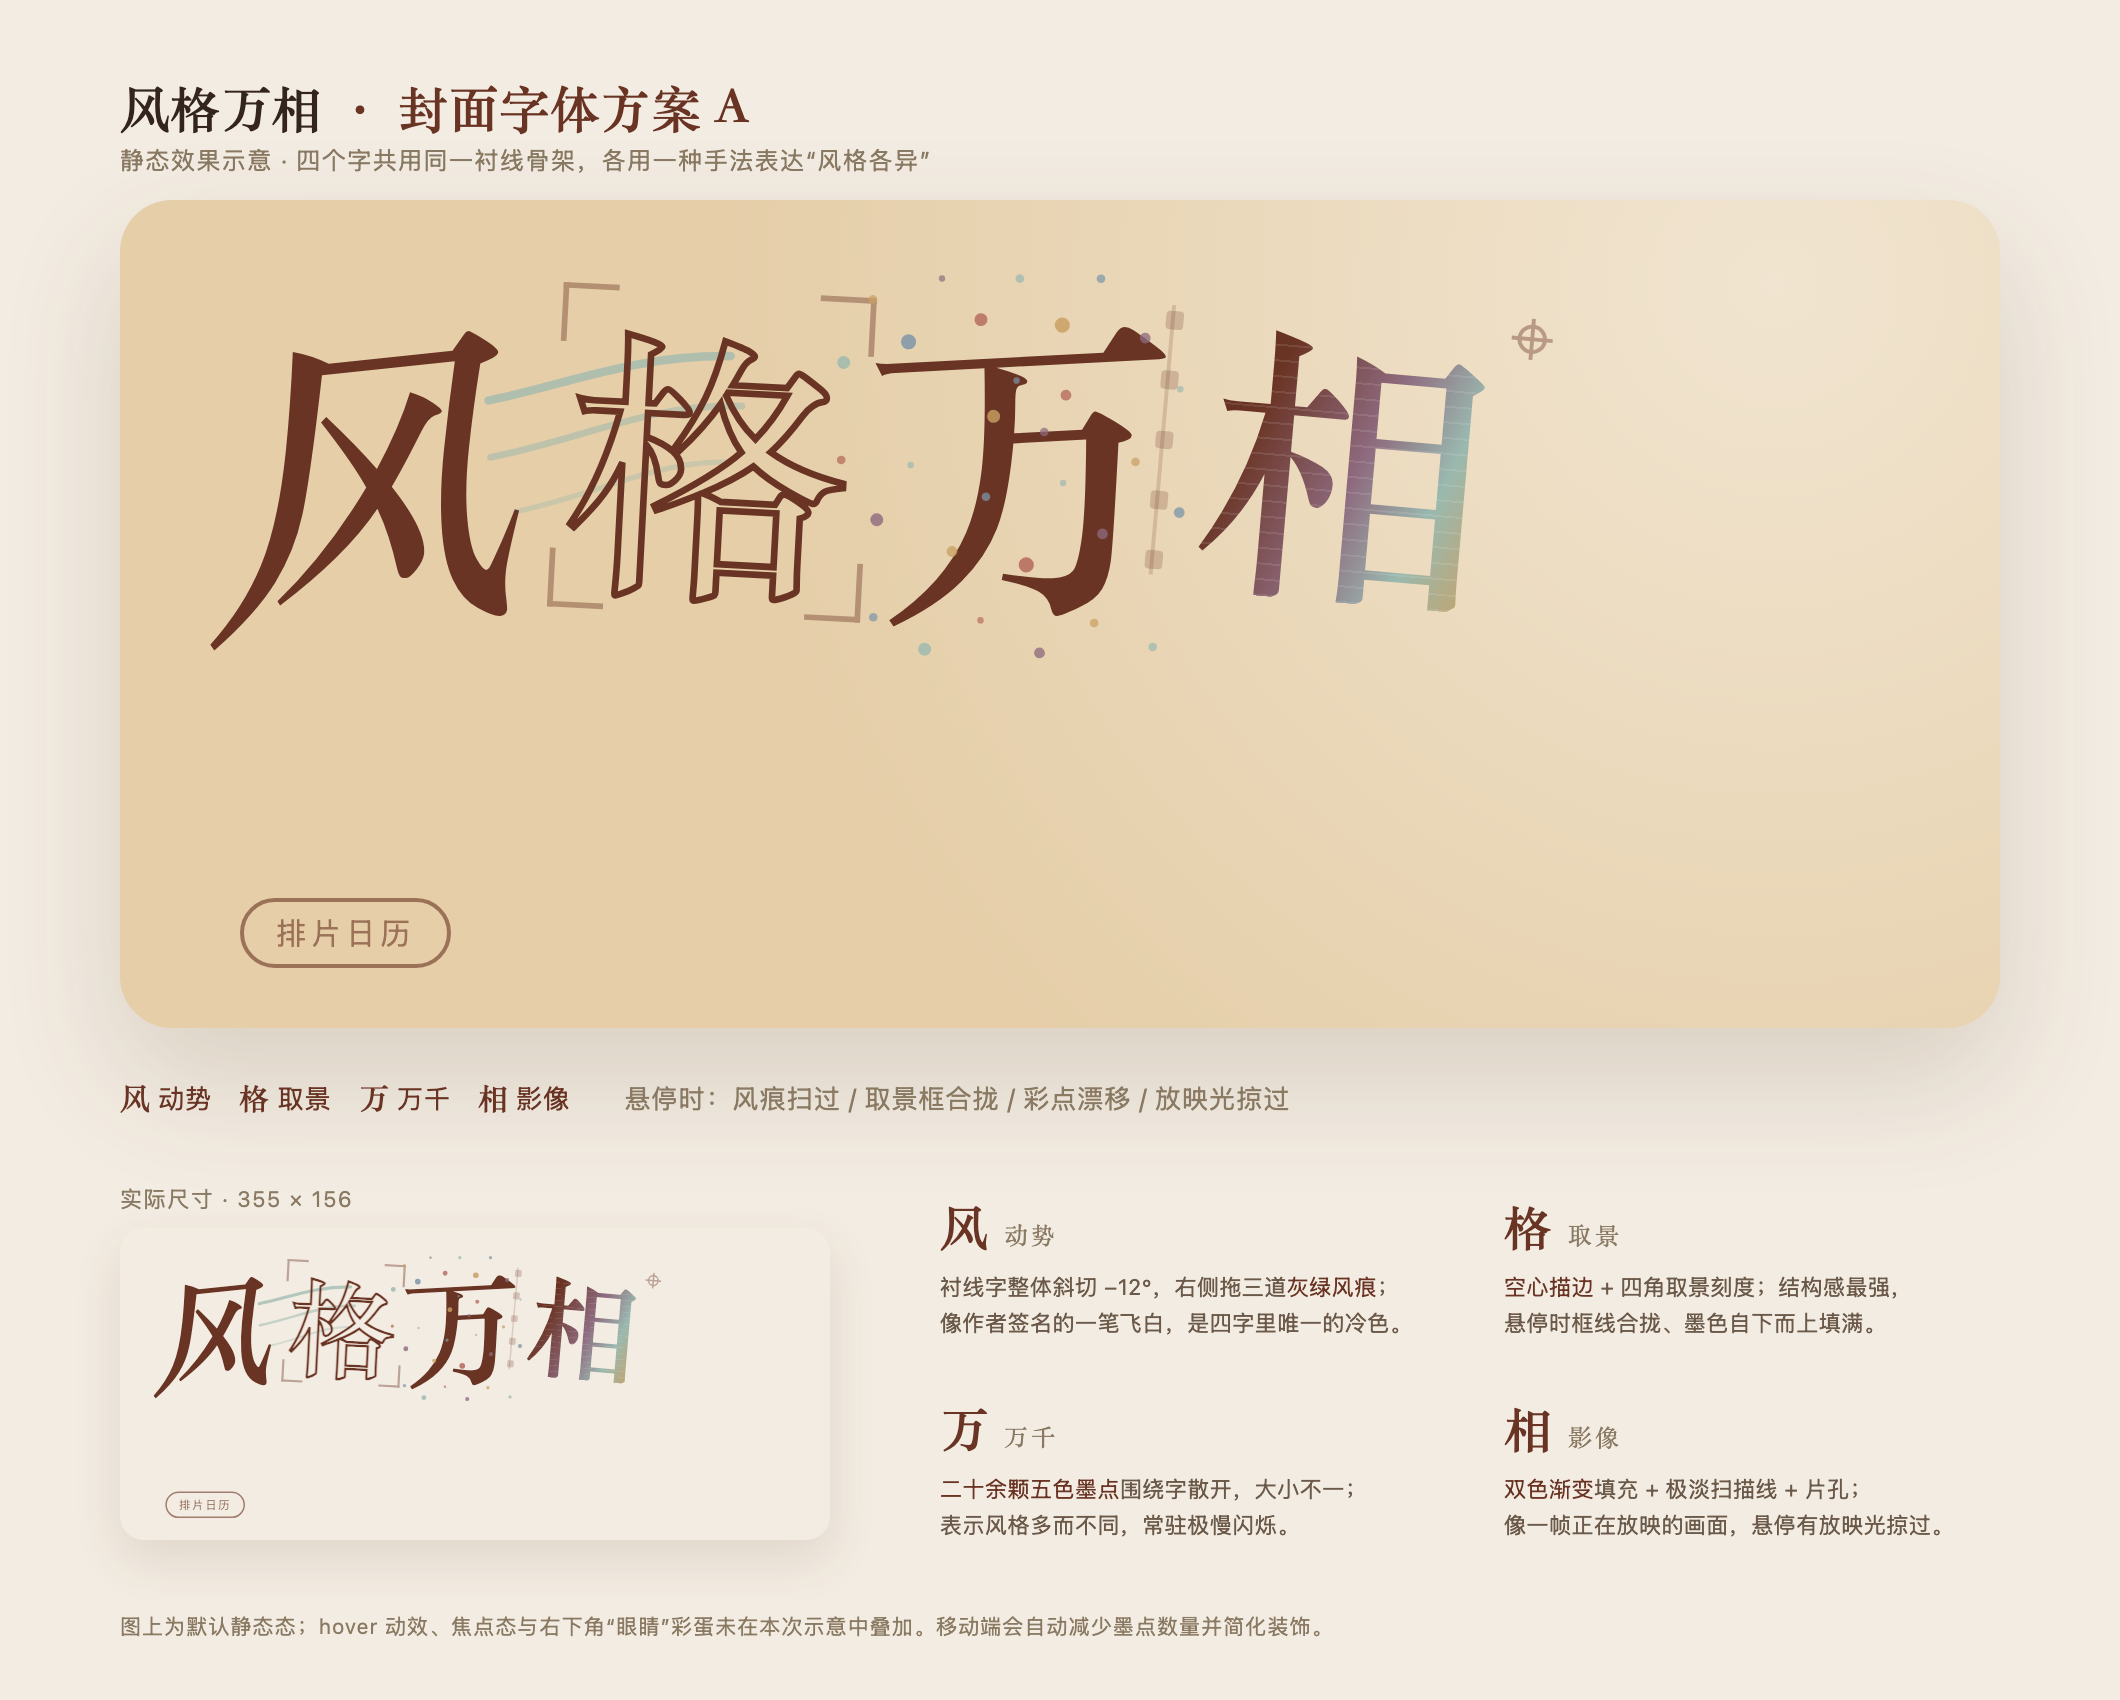 风格万相 · 封面字体方案 A
静态效果示意 · 四个字共用同一衬线骨架，各用一种手法表达“风格各异”
风格万相
排片日历
风 动势 格 取景 万 万千 相 影像 悬停时：风痕扫过 / 取景框合拢 / 彩点漂移 / 放映光掠过
实际尺寸 · 355 × 156
风格万相
排片日历
风 动势
衬线字整体斜切 –12°，右侧拖三道灰绿风痕；
像作者签名的一笔飞白，是四字里唯一的冷色。
格 取景
空心描边 + 四角取景刻度；结构感最强，
悬停时框线合拢、墨色自下而上填满。
万 万千
二十余颗五色墨点围绕字散开，大小不一；
表示风格多而不同，常驻极慢闪烁。
相 影像
双色渐变填充 + 极淡扫描线 + 片孔；
像一帧正在放映的画面，悬停有放映光掠过。
图上为默认静态态；hover 动效、焦点态与右下角“眼睛”彩蛋未在本次示意中叠加。移动端会自动减少墨点数量并简化装饰。